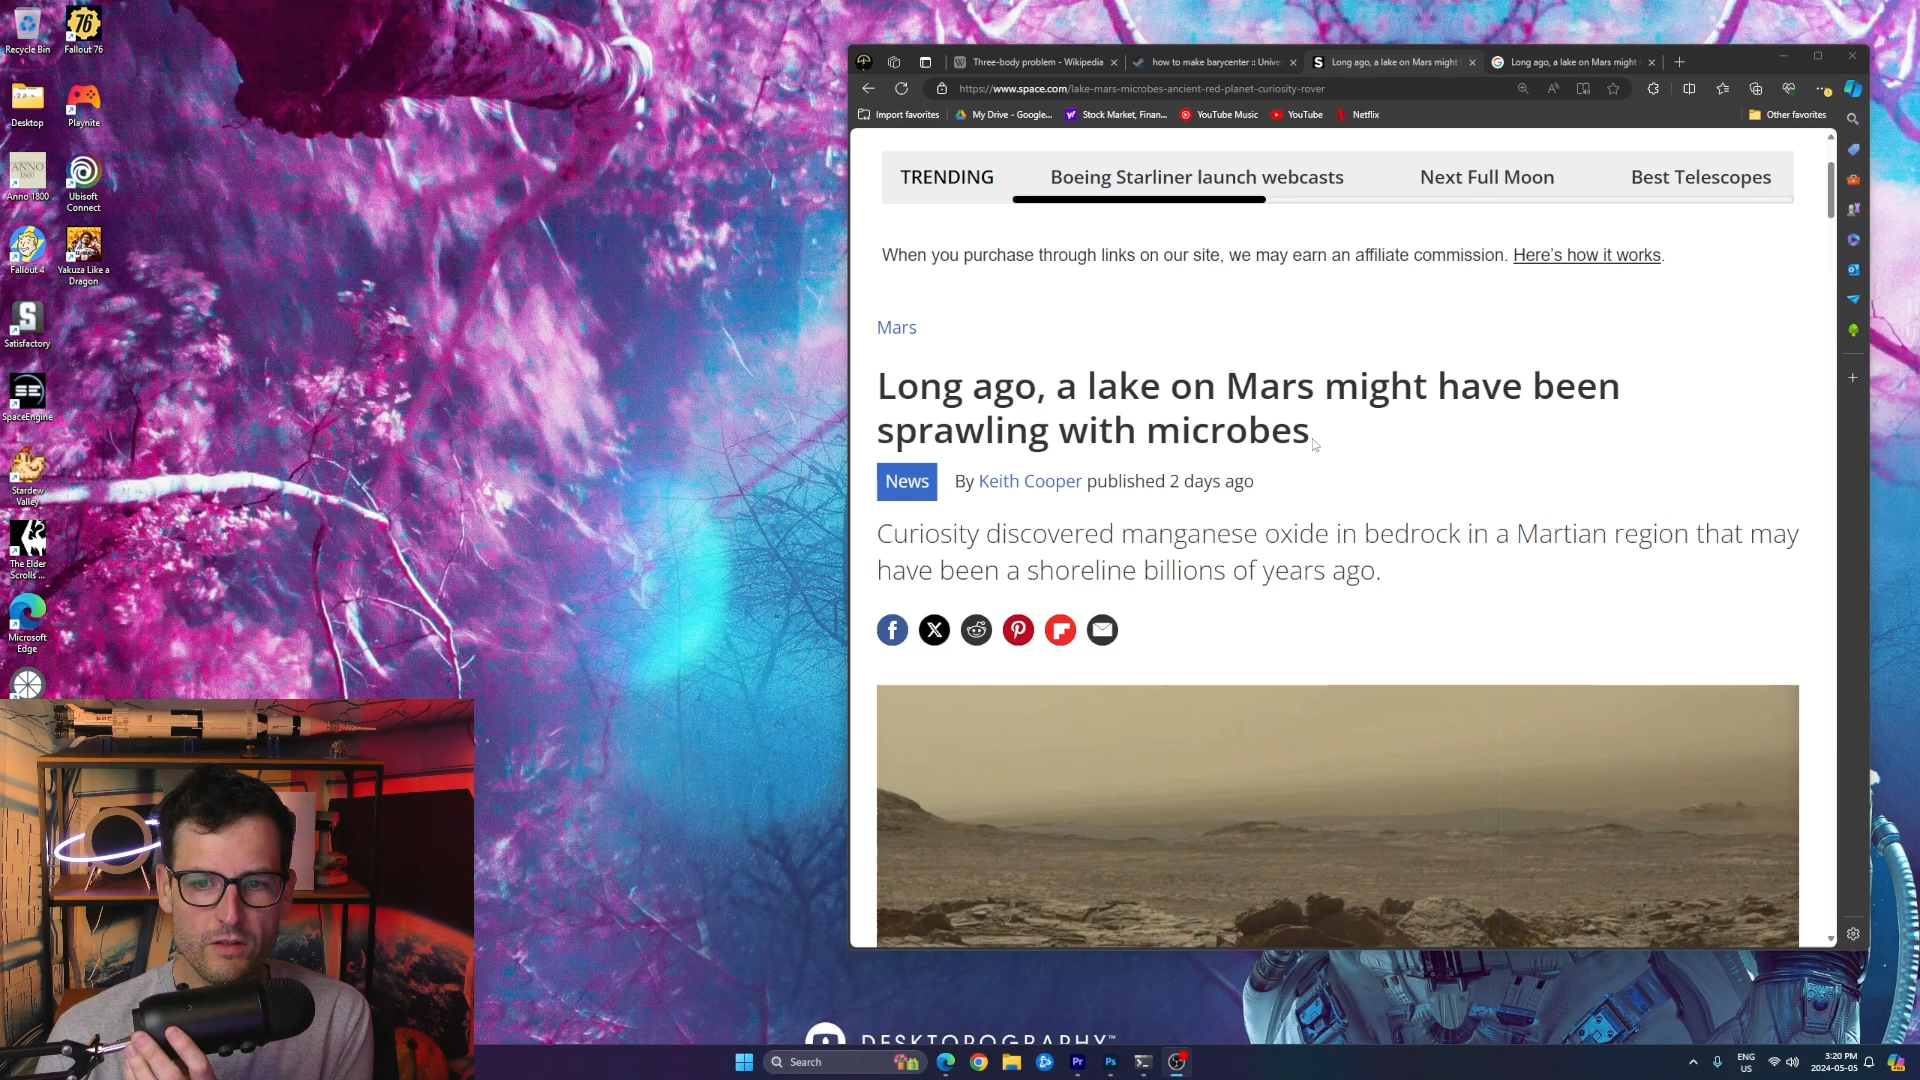 Recycle Bin
Fallout 76
Desktop
Playnite
ANNO
1800
Anno 1800
Ubisoft
Connect
Fallout 4
Yakuza Like a
Dragon
Satisfactory
SE
SpaceEngine
Stardew
Valley
The Elder
Scrolls ...
Microsoft
Edge
Three-body problem - Wikipedia
how to make barycenter :: Unive
Long ago, a lake on Mars might
Long ago, a lake on Mars might
https://www.space.com/lake-mars-microbes-ancient-red-planet-curiosity-rover
Import favorites
My Drive - Google...
Stock Market, Finan...
YouTube Music
YouTube
Netflix
Other favorites
TRENDING
Boeing Starliner launch webcasts
Next Full Moon
Best Telescopes
When you purchase through links on our site, we may earn an affiliate commission. Here’s how it works.
Mars
Long ago, a lake on Mars might have been
sprawling with microbes
News
By Keith Cooper published 2 days ago
Curiosity discovered manganese oxide in bedrock in a Martian region that may
have been a shoreline billions of years ago.
DESKTOPOGRAPHY™
Search
Pr
Ps
ENG
US
3:20 PM
2024-05-05